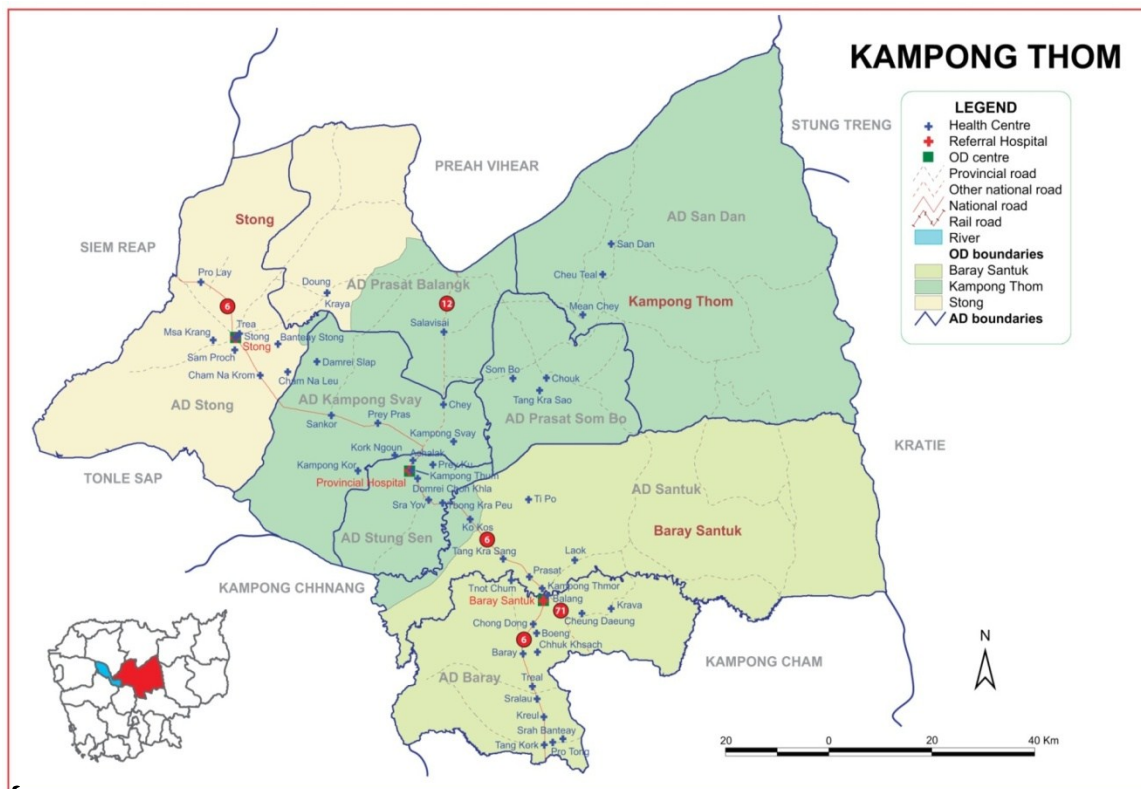 KAMPONG THOM
LEGEND
Health Centre
Referral Hospital
OD centre
Provincial road
Other national road
National road
Rail road
River
OD boundaries
Baray Santuk
Kampong Thom
Stong
AD boundaries
STUNG TRENG
PREAH VIHEAR
SIEM REAP
Stong
AD San Dan
San Dan
Cheu Teal
Kampong Thom
Mean Chey
Pro Lay
6
Doung
Kraya
AD Prasat Balangk
12
Salavisai
Trea
Stong
Stong
Msa Krang
Banteay Stong
Sam Proch
Cham Na Krom
Cham Na Leu
Damrei Slap
Som Bo
Chouk
Tang Kra Sao
AD Stong
AD Kampong Svay
AD Prasat Som Bo
Chey
Prey Pras
Sankor
Kampong Svay
Kork Ngoun
Achalak
Prey Ku
Kampong Kor
Kampong Thum
Provincial Hospital
Domrei Chon Khla
Sra Yov
Tbong Kra Peu
Ko Kos
KRATIE
TONLE SAP
AD Santuk
Ti Po
Baray Santuk
AD Stung Sen
6
Tang Kra Sang
Laok
Prasat
KAMPONG CHHNANG
Tnot Chum
Kampong Thmor
Baray Santuk
Balang
71
Krava
Cheung Daeung
Chong Dong
6
Boeng
Chhuk Khsach
Baray
KAMPONG CHAM
AD Baray
Treal
Sralau
Kreul
Srah Banteay
Tang Kork
Pro Tong
N
20
0
20
40 Km